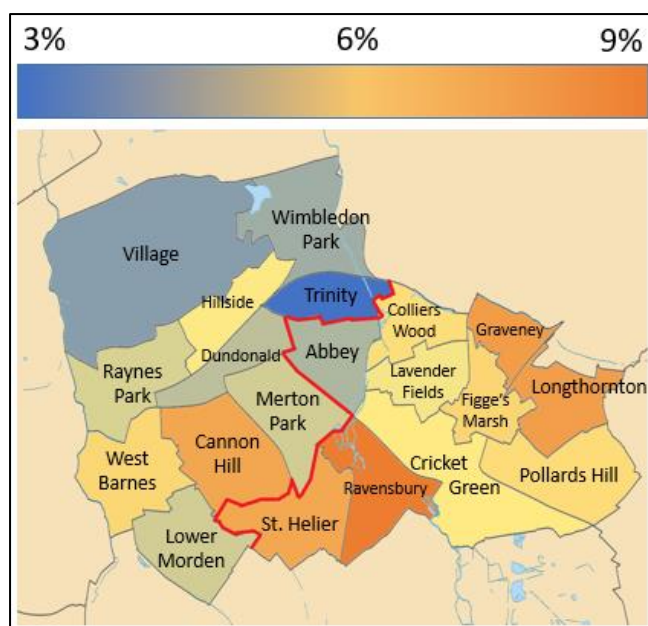 3%
6%
9%
Wimbledon
Park
Village
Hillside
Trinity
Colliers
Wood
Graveney
Dundonald
Abbey
Raynes
Park
Lavender
Fields
Longthornton
Figge's
Marsh
Merton
Park
Cannon
Hill
West
Barnes
Cricket
Green
Pollards Hill
Ravensbury
St. Helier
Lower
Morden